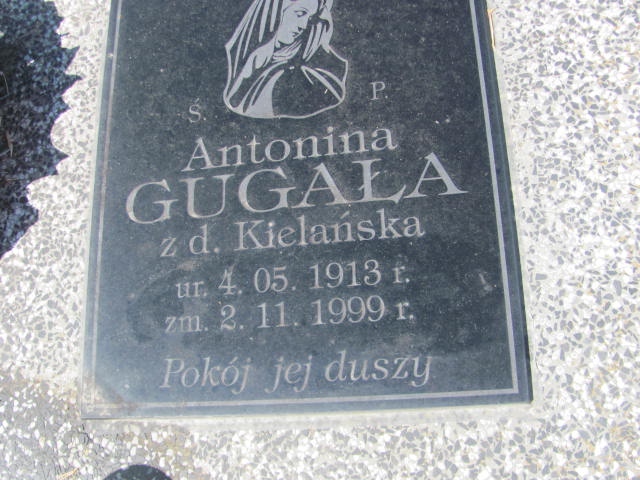 Ś. P.
Antonina
GUGAŁA
z d. Kielańska
ur. 4. 05. 1913 r.
zm. 2. 11. 1999 r.
Pokój jej duszy